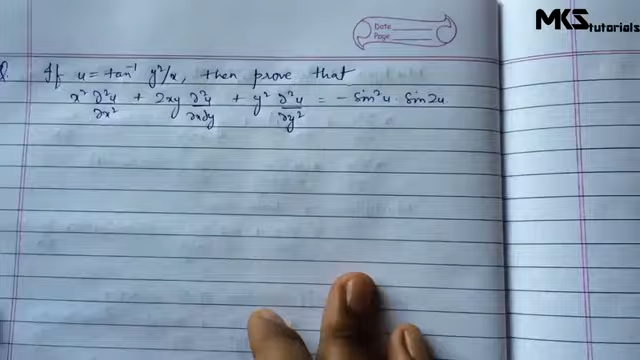 MKS tutorials
Date
Page
Q. If u = tan⁻¹ y²/x, then prove that
x² ∂²u/∂x² + 2xy ∂²u/∂x∂y + y² ∂²u/∂y² = - sin²u . sin2u.